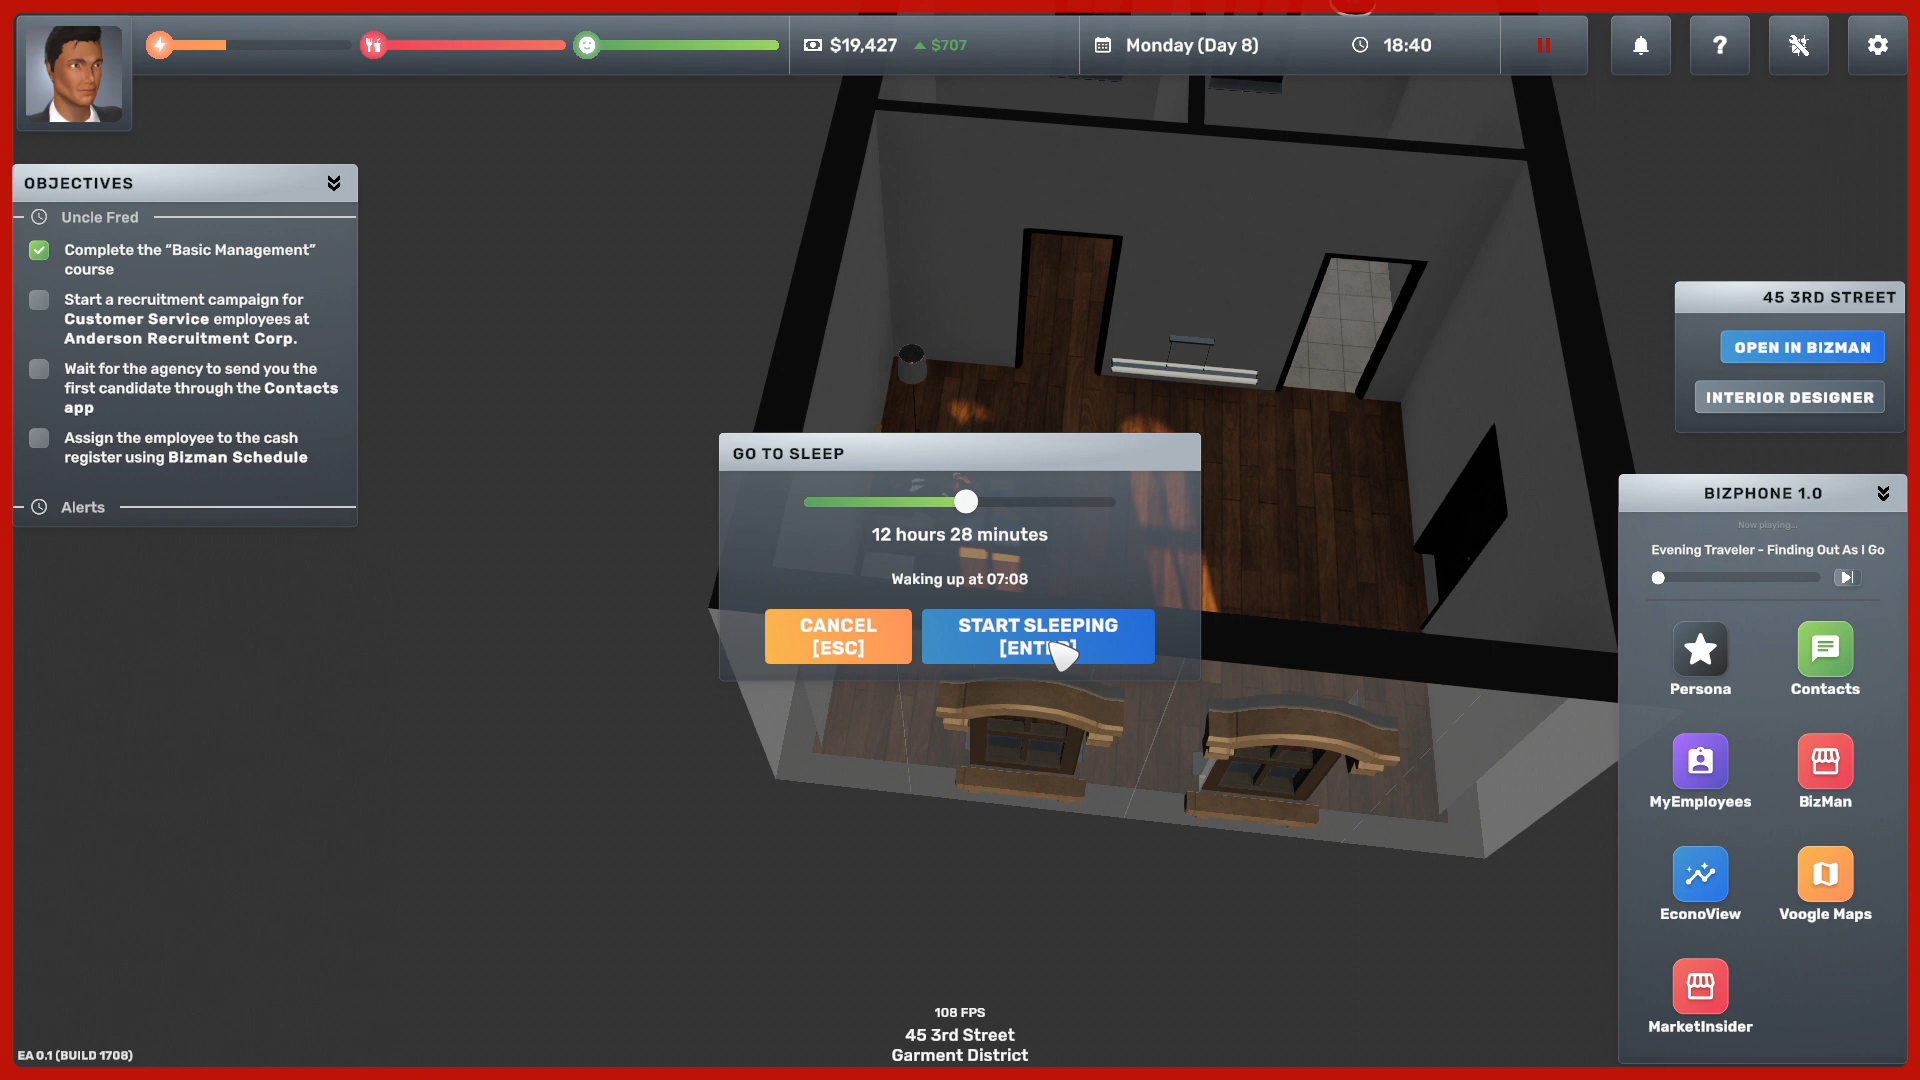 $19,427
$707
Monday (Day 8)
18:40
?
OBJECTIVES
Uncle Fred
Complete the "Basic Management"
course
Start a recruitment campaign for
Customer Service employees at
Anderson Recruitment Corp.
Wait for the agency to send you the
first candidate through the Contacts
app
Assign the employee to the cash
register using Bizman Schedule
Alerts
45 3RD STREET
OPEN IN BIZMAN
INTERIOR DESIGNER
GO TO SLEEP
12 hours 28 minutes
Waking up at 07:08
CANCEL
[ESC]
START SLEEPING
BIZPHONE 1.0
Now playing...
Evening Traveler - Finding Out As I Go
Persona
Contacts
MyEmployees
BizMan
EconoView
Voogle Maps
MarketInsider
108 FPS
45 3rd Street
Garment District
EA 0.1 (BUILD 1708)